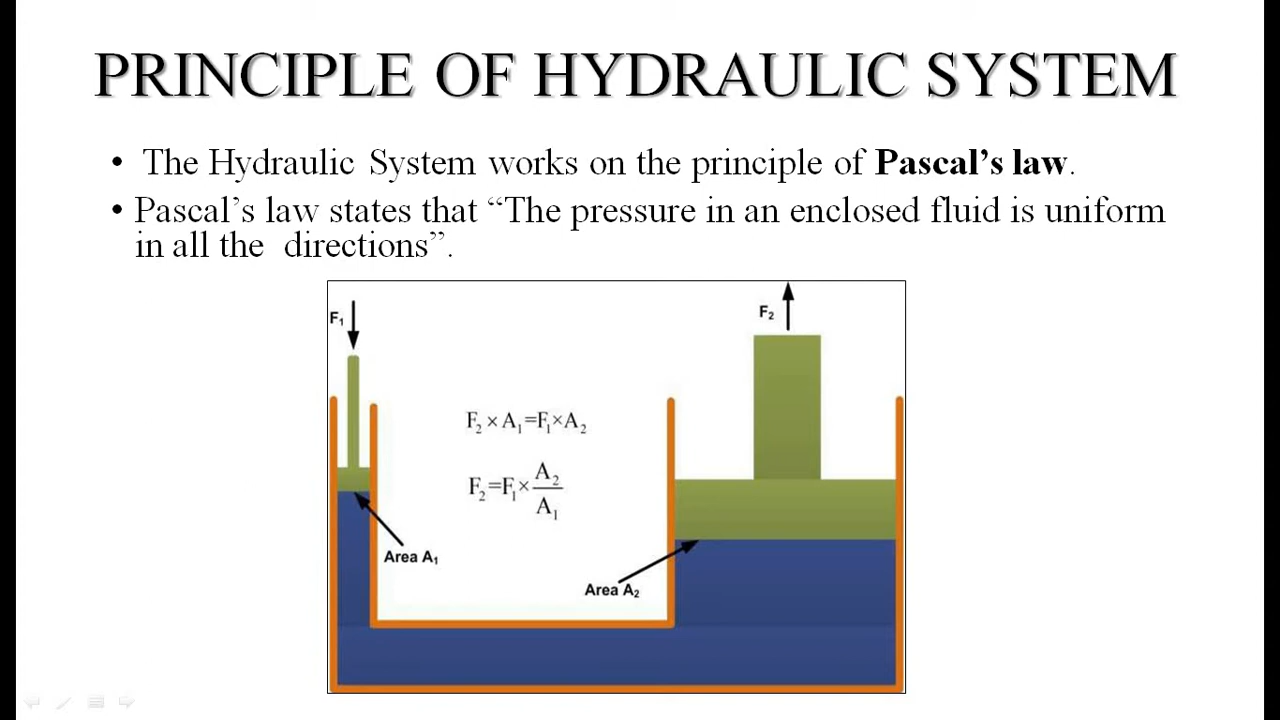 PRINCIPLE OF HYDRAULIC SYSTEM
• The Hydraulic System works on the principle of Pascal’s law.
• Pascal’s law states that “The pressure in an enclosed fluid is uniform
in all the directions”.
F₁
F₂
F₂ × A₁=F₁×A₂
F₂=F₁× A₂/A₁
Area A₁
Area A₂